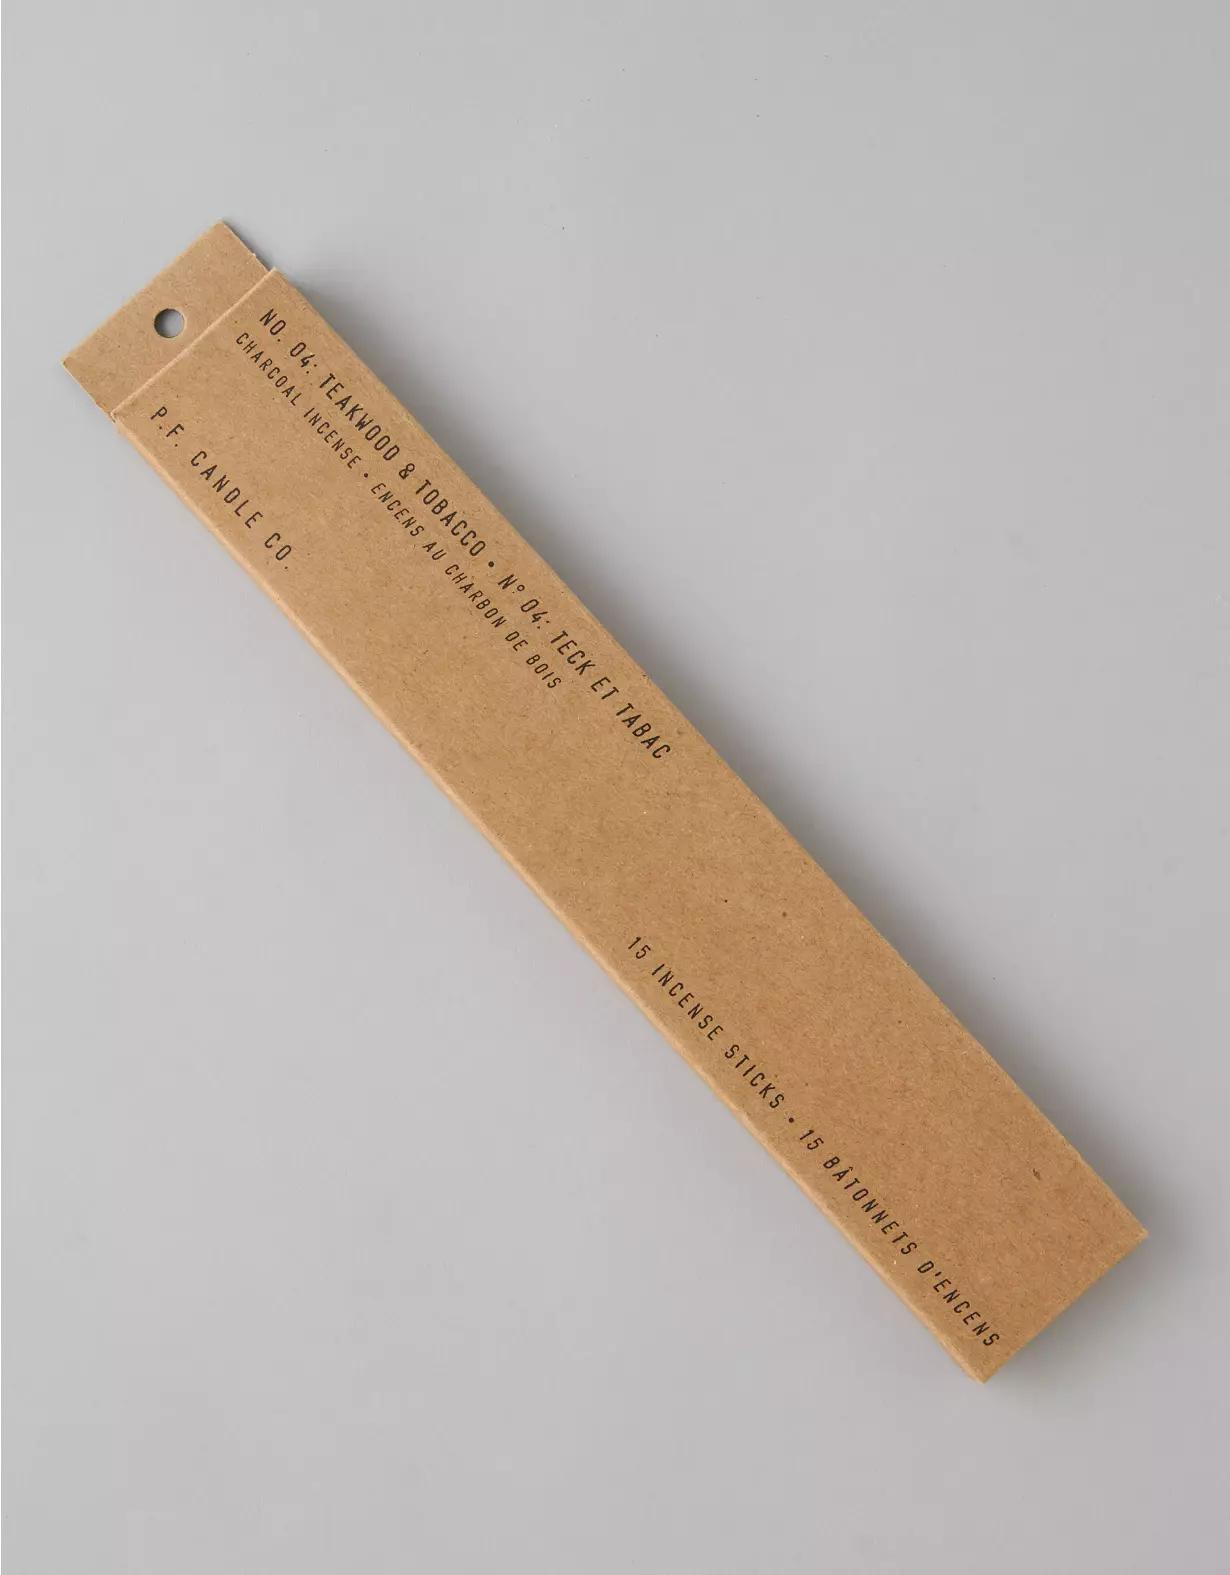 NO. 04: TEAKWOOD & TOBACCO • Nº 04: TECK ET TABAC
CHARCOAL INCENSE • ENCENS AU CHARBON DE BOIS
P.F. CANDLE CO.
15 INCENSE STICKS • 15 BÂTONNETS D'ENCENS